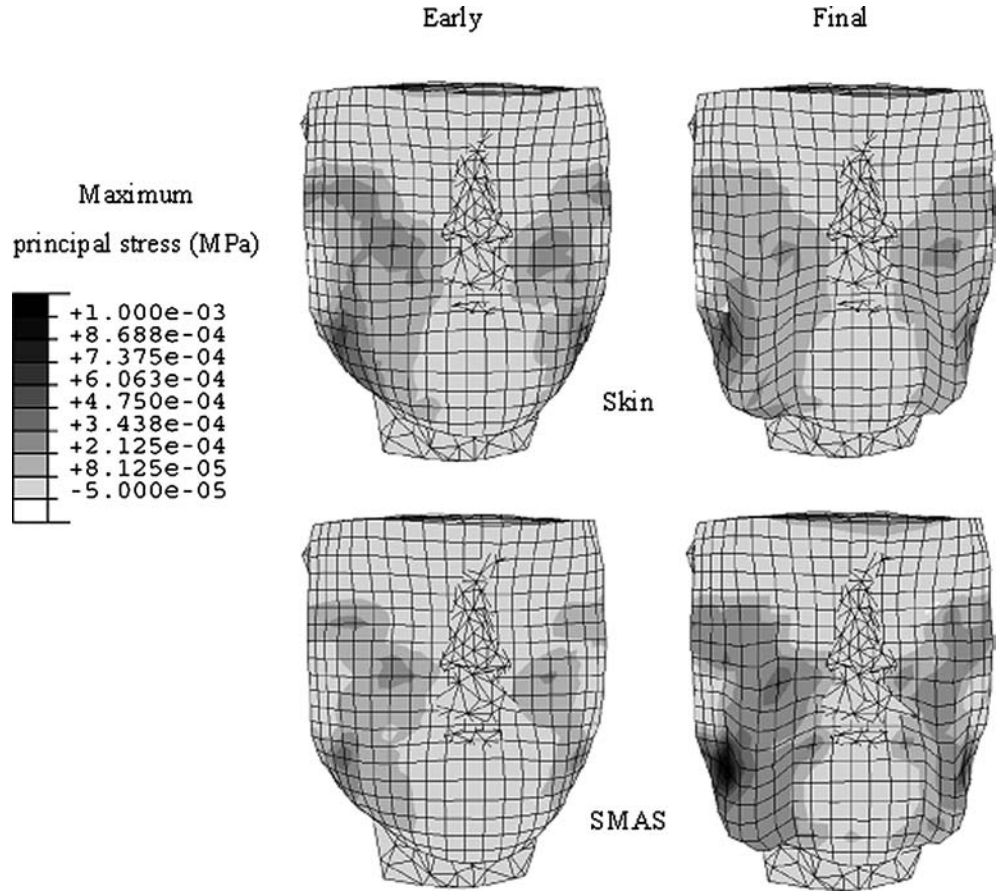 Early
Final
Maximum
principal stress (MPa)
+1.000e-03
+8.688e-04
+7.375e-04
+6.063e-04
+4.750e-04
+3.438e-04
+2.125e-04
+8.125e-05
-5.000e-05
Skin
SMAS